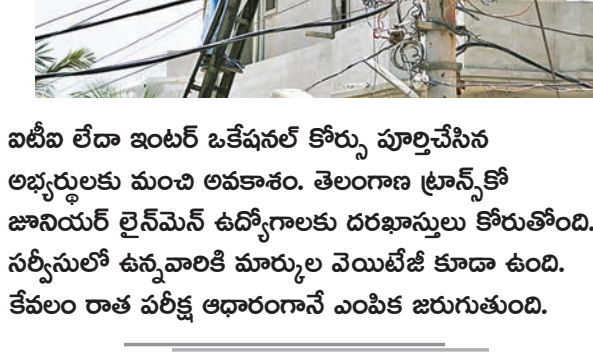 ఐటీఐ లేదా ఇంటర్ ఒకేషనల్ కోర్సు పూర్తిచేసిన
అభ్యర్థులకు మంచి అవకాశం. తెలంగాణ ట్రాన్స్‌కో
జూనియర్ లైన్‌మెన్ ఉద్యోగాలకు దరఖాస్తులు కోరుతోంది.
సర్వీసులో ఉన్నవారికి మార్కుల వెయిటేజీ కూడా ఉంది.
కేవలం రాత పరీక్ష ఆధారంగానే ఎంపిక జరుగుతుంది.